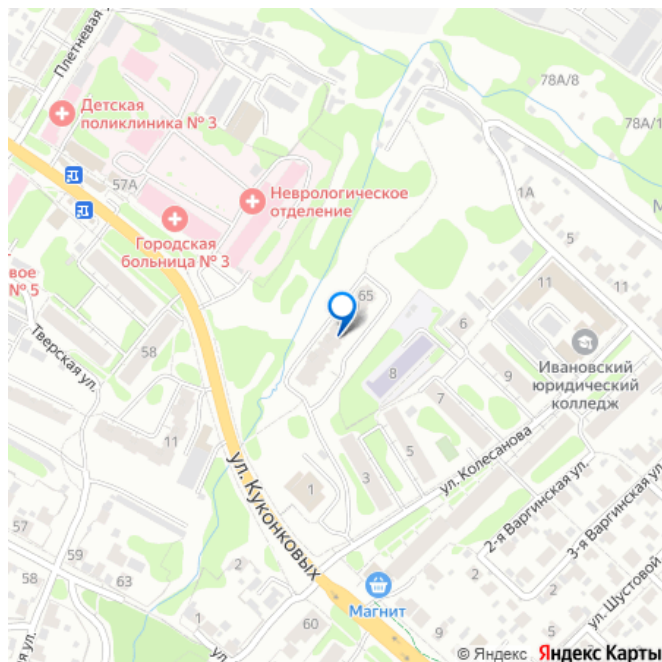 Плетневая
78А/8
Детская
поликлиника № 3
78А/1
57А
Неврологическое
отделение
1А
Городская
больница № 3
5
вое
№ 5
65
11
11
Тверская ул.
58
6
Ивановский
юридический
колледж
8
9
7
11
5
3
ул. Колесанова
1
ул. Куконковых
2-я Варгинская ул.
3-я Варгинская ул.
57
59
58
63
2
2
Магнит
ул. Шустовой
1
60
9
ул.
я ул.
© Яндекс Яндекс Карты